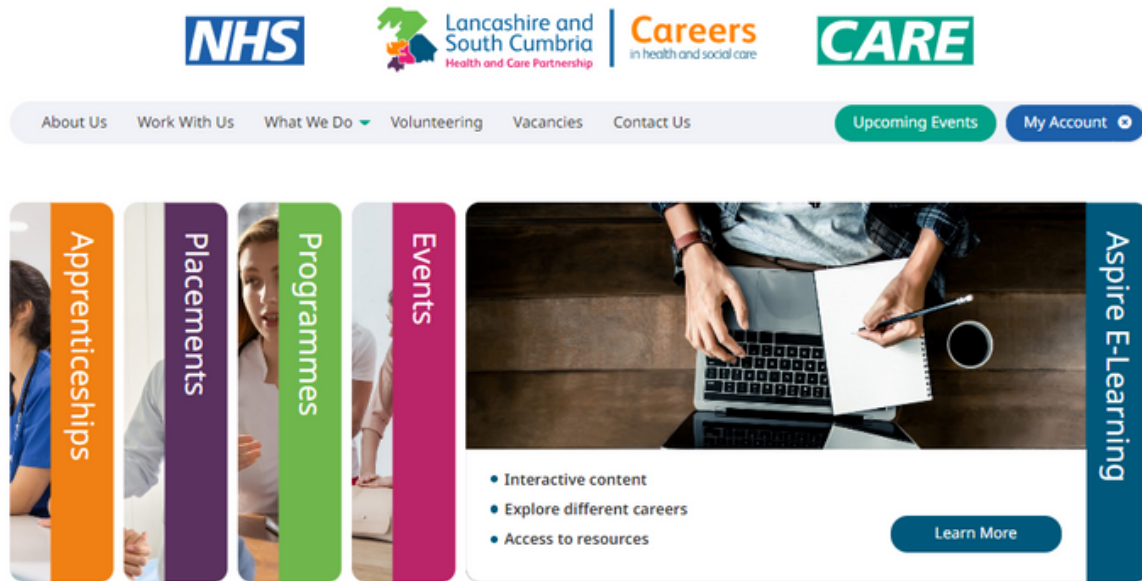 NHS
Lancashire and
South Cumbria
Health and Care Partnership
Careers
in health and social care
CARE
About Us
Work With Us
What We Do
Volunteering
Vacancies
Contact Us
Upcoming Events
My Account
Apprenticeships
Placements
Programmes
Events
Interactive content
Explore different careers
Access to resources
Learn More
Aspire E-Learning